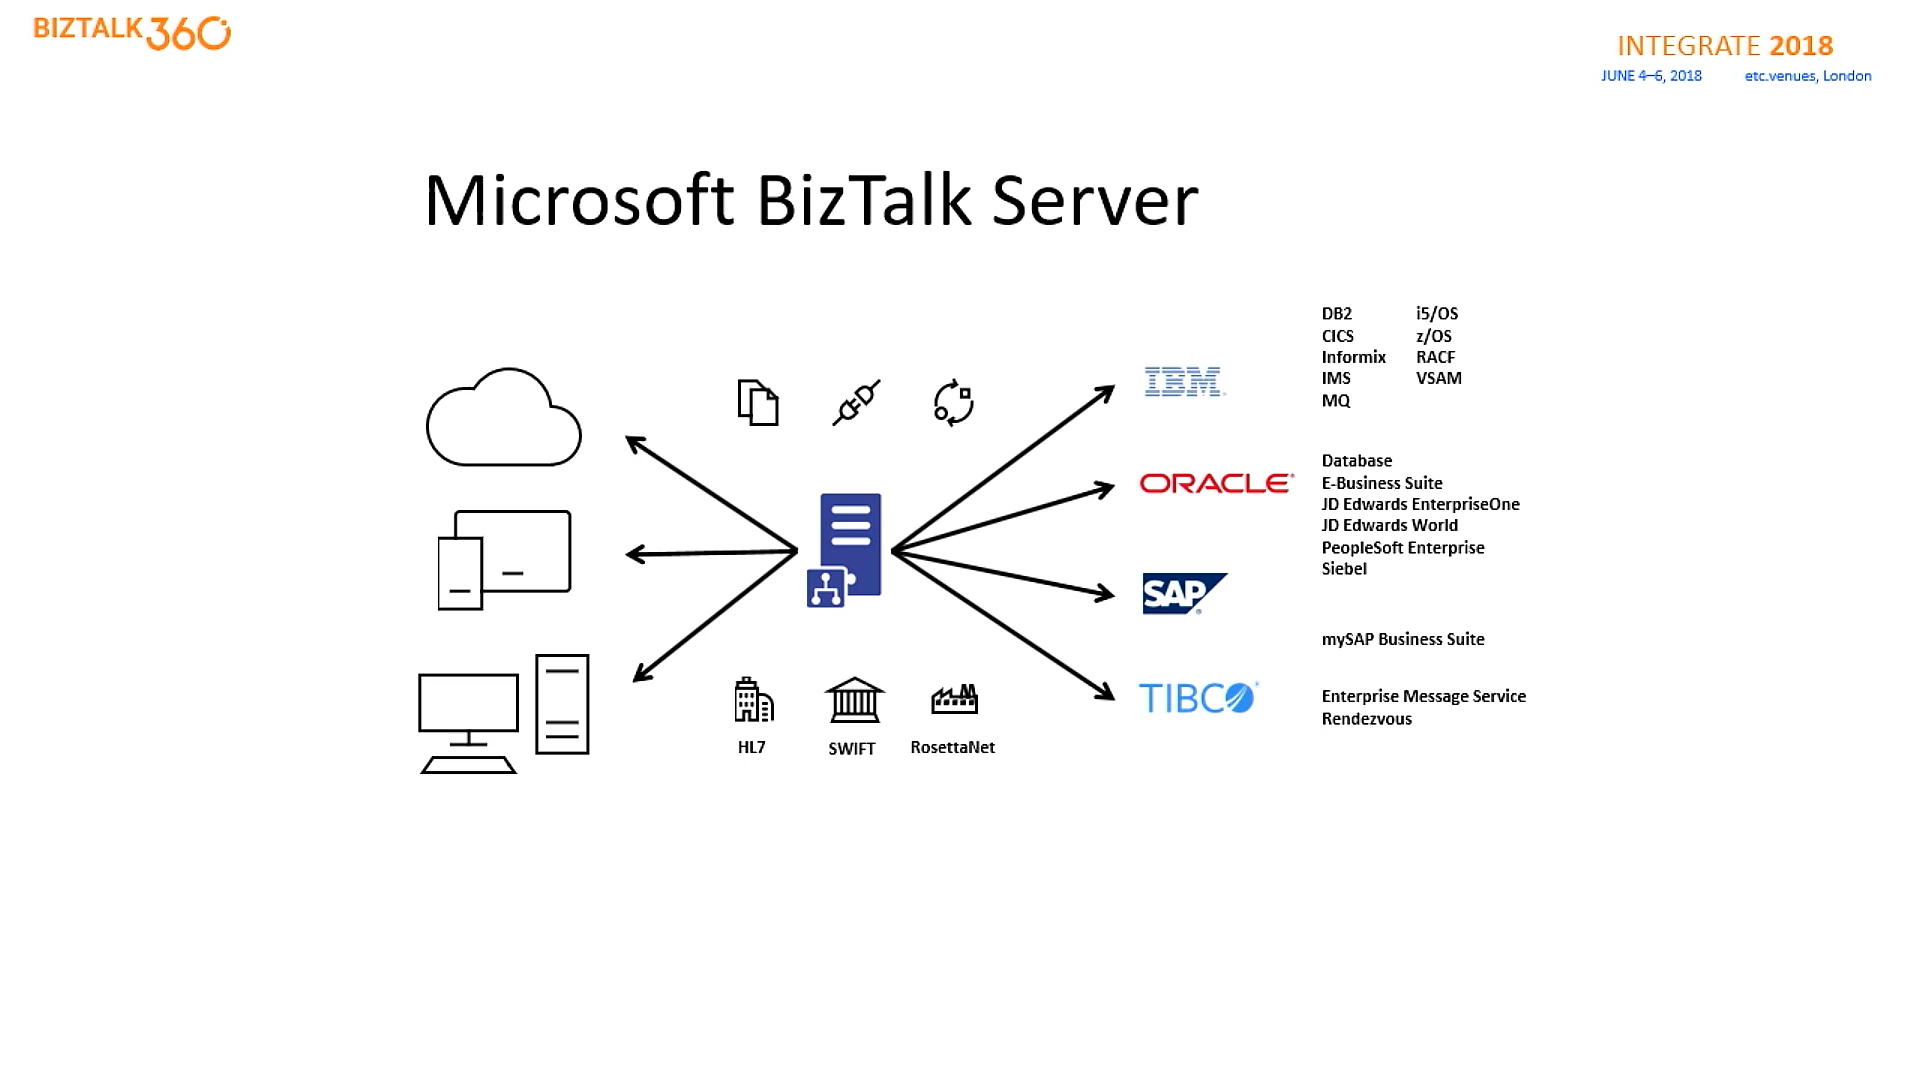 BIZTALK360
INTEGRATE 2018
JUNE 4–6, 2018 etc.venues, London
Microsoft BizTalk Server
IBM
DB2 i5/OS
CICS z/OS
Informix RACF
IMS VSAM
MQ
ORACLE
Database
E-Business Suite
JD Edwards EnterpriseOne
JD Edwards World
PeopleSoft Enterprise
Siebel
SAP
mySAP Business Suite
TIBCO
Enterprise Message Service
Rendezvous
HL7 SWIFT RosettaNet